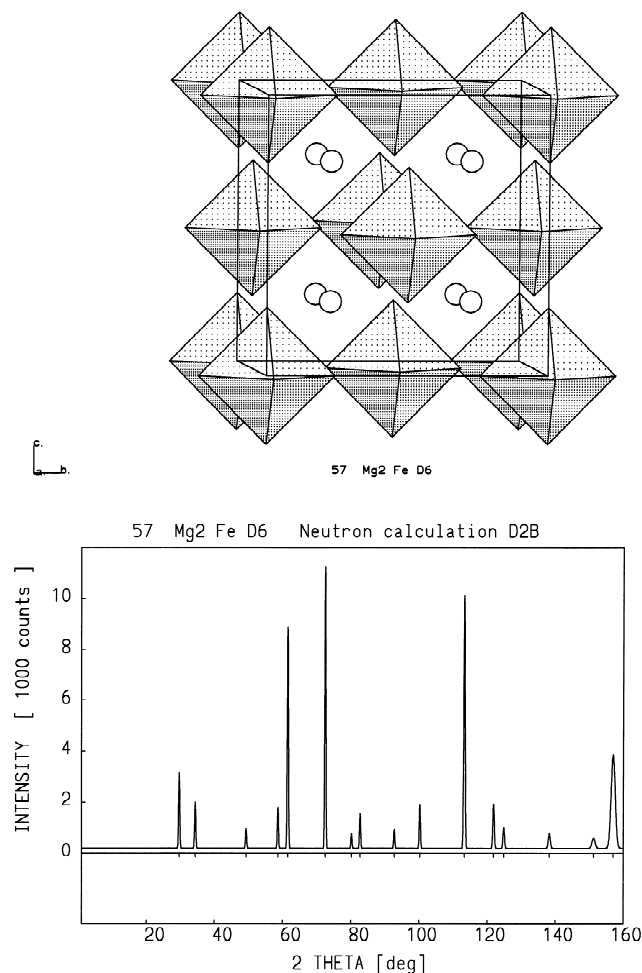 c.
a. b.
57 Mg2 Fe D6
57 Mg2 Fe D6 Neutron calculation D2B
INTENSITY [ 1000 counts ]
10
8
6
4
2
0
20 40 60 80 100 120 140 160
2 THETA [deg]